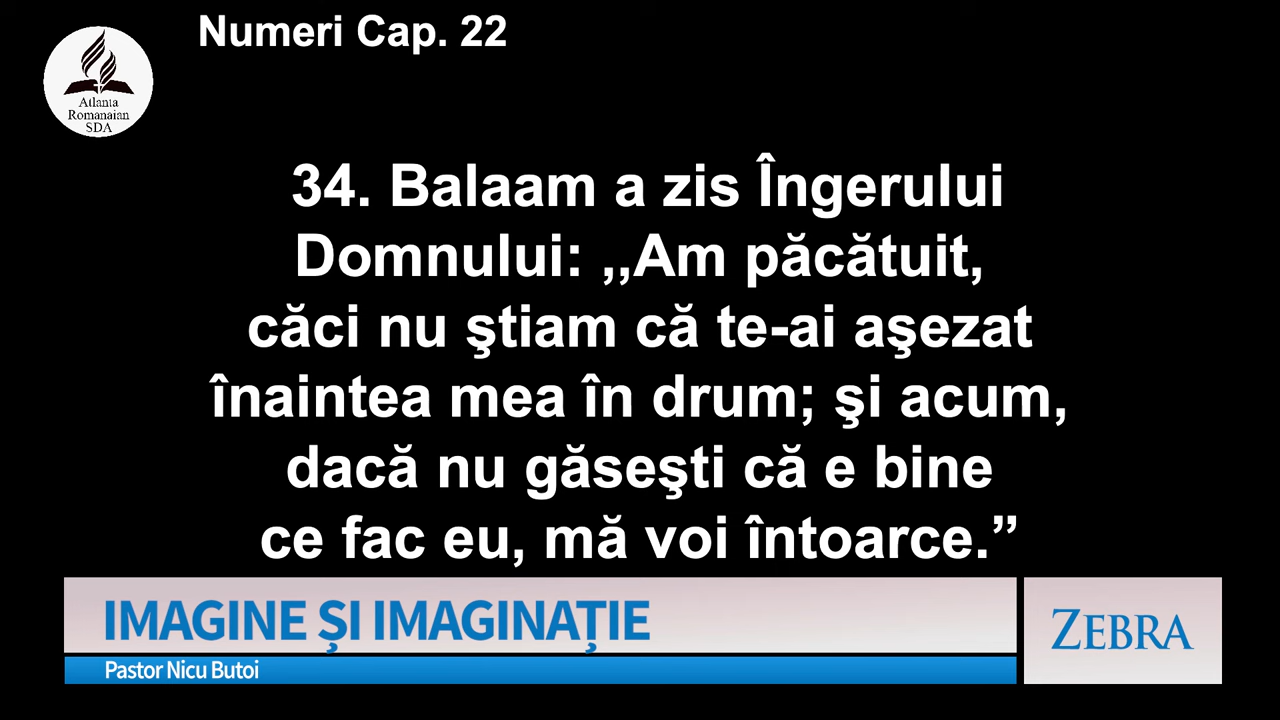 Numeri Cap. 22
Atlanta
Romanaian
SDA
34. Balaam a zis Îngerului
Domnului: ,,Am păcătuit,
căci nu ştiam că te-ai aşezat
înaintea mea în drum; şi acum,
dacă nu găseşti că e bine
ce fac eu, mă voi întoarce.”
IMAGINE ȘI IMAGINAȚIE
Pastor Nicu Butoi
ZEBRA